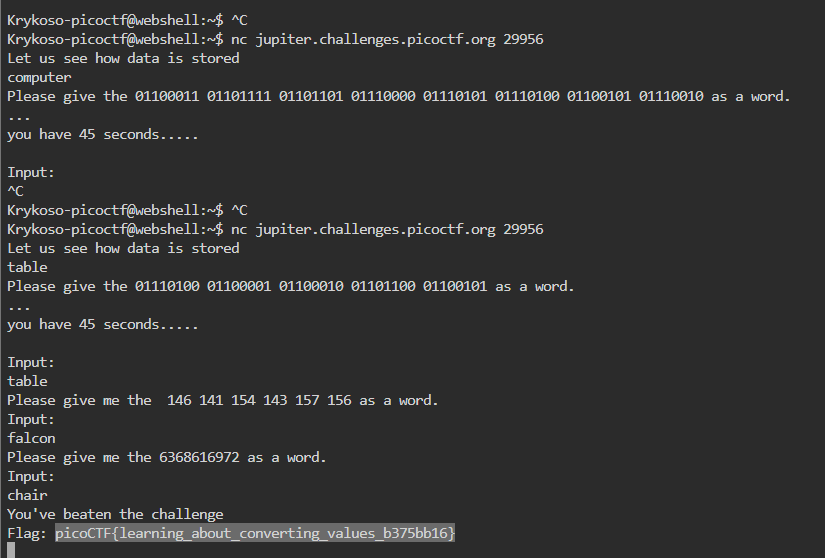 Krykoso-picoctf@webshell:~$ ^C
Krykoso-picoctf@webshell:~$ nc jupiter.challenges.picoctf.org 29956
Let us see how data is stored
computer
Please give the 01100011 01101111 01101101 01110000 01110101 01110100 01100101 01110010 as a word.
...
you have 45 seconds.....
Input:
^C
Krykoso-picoctf@webshell:~$ ^C
Krykoso-picoctf@webshell:~$ nc jupiter.challenges.picoctf.org 29956
Let us see how data is stored
table
Please give the 01110100 01100001 01100010 01101100 01100101 as a word.
...
you have 45 seconds.....
Input:
table
Please give me the  146 141 154 143 157 156 as a word.
Input:
falcon
Please give me the 6368616972 as a word.
Input:
chair
You've beaten the challenge
Flag: picoCTF{learning_about_converting_values_b375bb16}